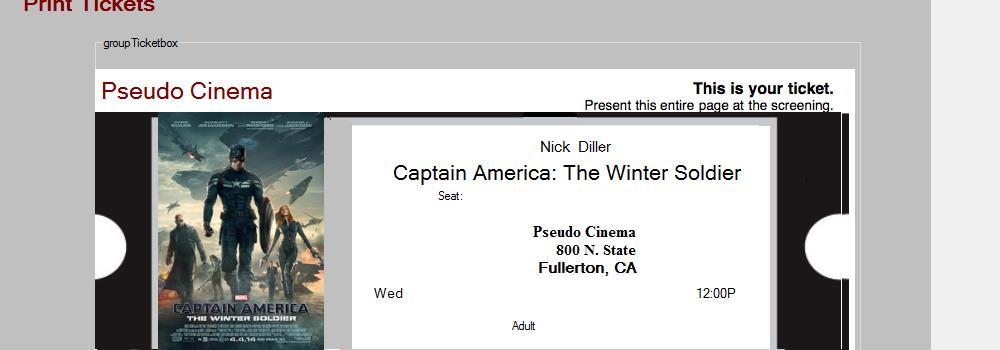 Print Tickets
groupTicketbox
Pseudo Cinema
This is your ticket.
Present this entire page at the screening.
Nick Diller
Captain America: The Winter Soldier
Seat:
Pseudo Cinema
800 N. State
Fullerton, CA
Wed 12:00P
Adult
MARVEL
CAPTAIN AMERICA
THE WINTER SOLDIER
4.4.14